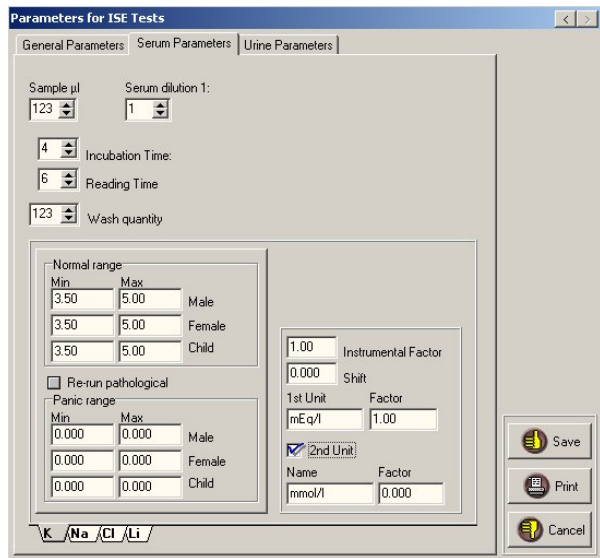 Parameters for ISE Tests
General Parameters Serum Parameters Urine Parameters
Sample µl Serum dilution 1:
123 1
4 Incubation Time:
6 Reading Time
123 Wash quantity
Normal range
Min Max
3.50 5.00 Male
3.50 5.00 Female
3.50 5.00 Child
Re-run pathological
Panic range
Min Max
0.000 0.000 Male
0.000 0.000 Female
0.000 0.000 Child
1.00 Instrumental Factor
0.000 Shift
1st Unit Factor
mEq/l 1.00
2nd Unit
Name Factor
mmol/l 0.000
K Na Cl Li
Save
Print
Cancel